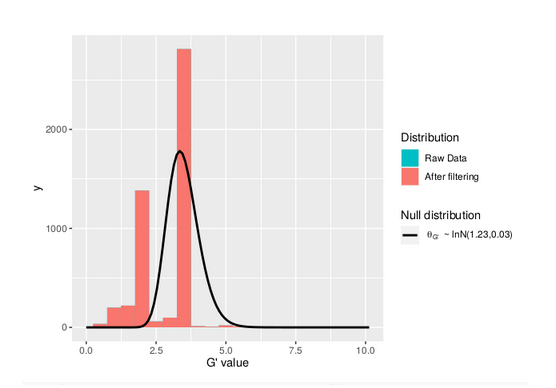 y
2000
1000
0
0.0 2.5 5.0 7.5 10.0
G' value
Distribution
Raw Data
After filtering
Null distribution
θG' ~ lnN(1.23,0.03)